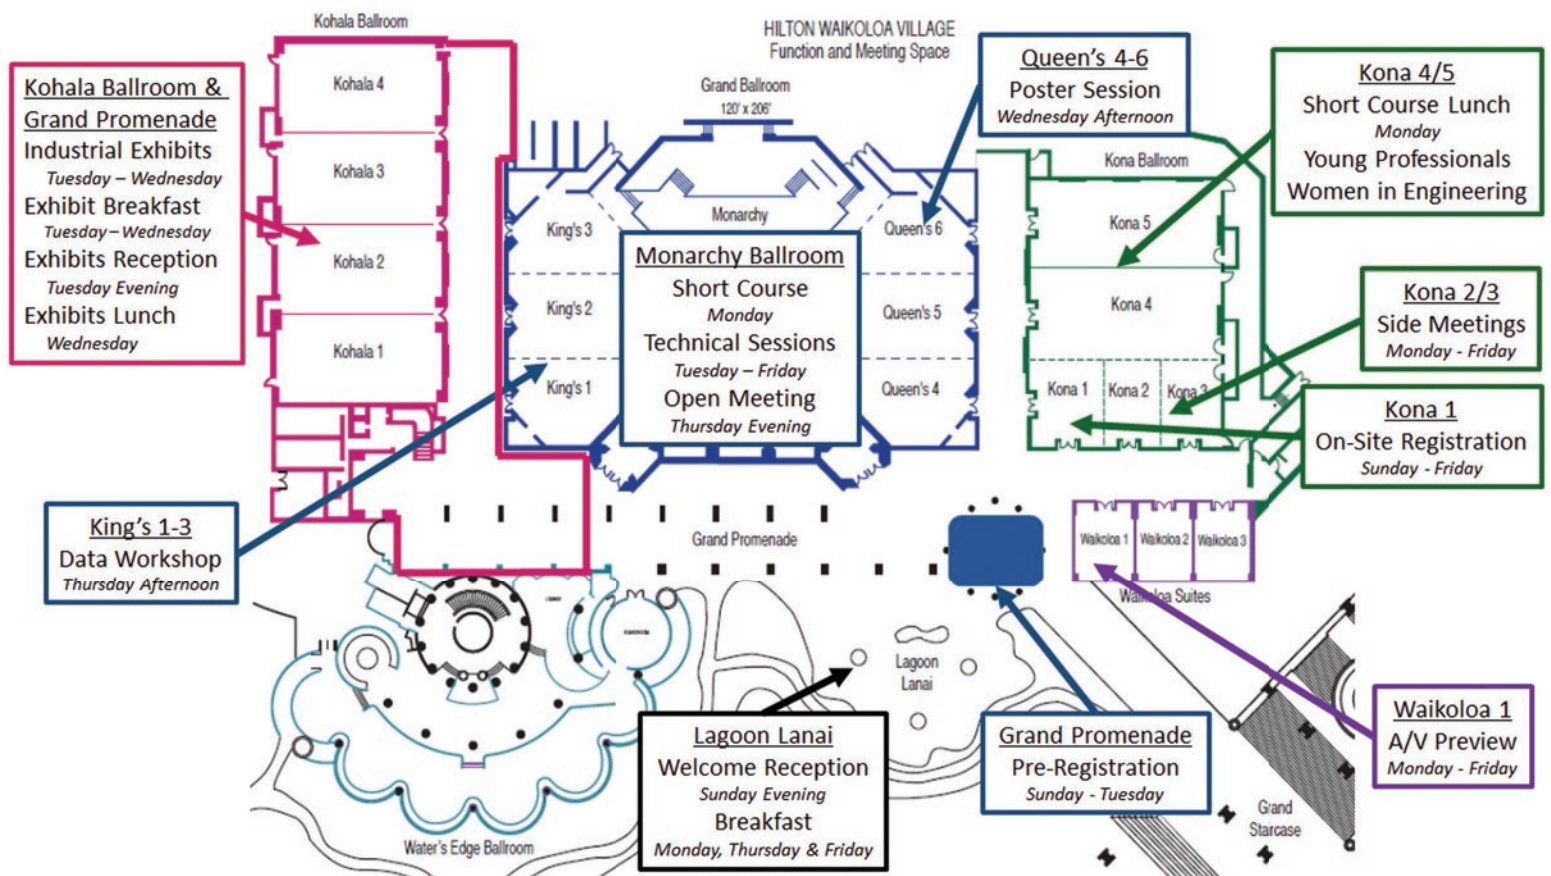 Kohala Ballroom
HILTON WAIKOLOA VILLAGE
Function and Meeting Space
Grand Ballroom
120' x 206'
Kohala Ballroom &
Grand Promenade
Industrial Exhibits
Tuesday – Wednesday
Exhibit Breakfast
Tuesday – Wednesday
Exhibits Reception
Tuesday Evening
Exhibits Lunch
Wednesday
Kohala 4
Kohala 3
Kohala 2
Kohala 1
Queen's 4-6
Poster Session
Wednesday Afternoon
Kona 4/5
Short Course Lunch
Monday
Young Professionals
Women in Engineering
Kona Ballroom
Monarchy
King's 3
King's 2
King's 1
Monarchy Ballroom
Short Course
Monday
Technical Sessions
Tuesday – Friday
Open Meeting
Thursday Evening
Queen's 6
Queen's 5
Queen's 4
Kona 5
Kona 4
Kona 1
Kona 2
Kona 3
Kona 2/3
Side Meetings
Monday - Friday
Kona 1
On-Site Registration
Sunday - Friday
King's 1-3
Data Workshop
Thursday Afternoon
Grand Promenade
Waikoloa 1
Waikoloa 2
Waikoloa 3
Waikoloa Suites
Lagoon
Lanai
Lagoon Lanai
Welcome Reception
Sunday Evening
Breakfast
Monday, Thursday & Friday
Grand Promenade
Pre-Registration
Sunday - Tuesday
Waikoloa 1
A/V Preview
Monday - Friday
Grand
Staircase
Water's Edge Ballroom